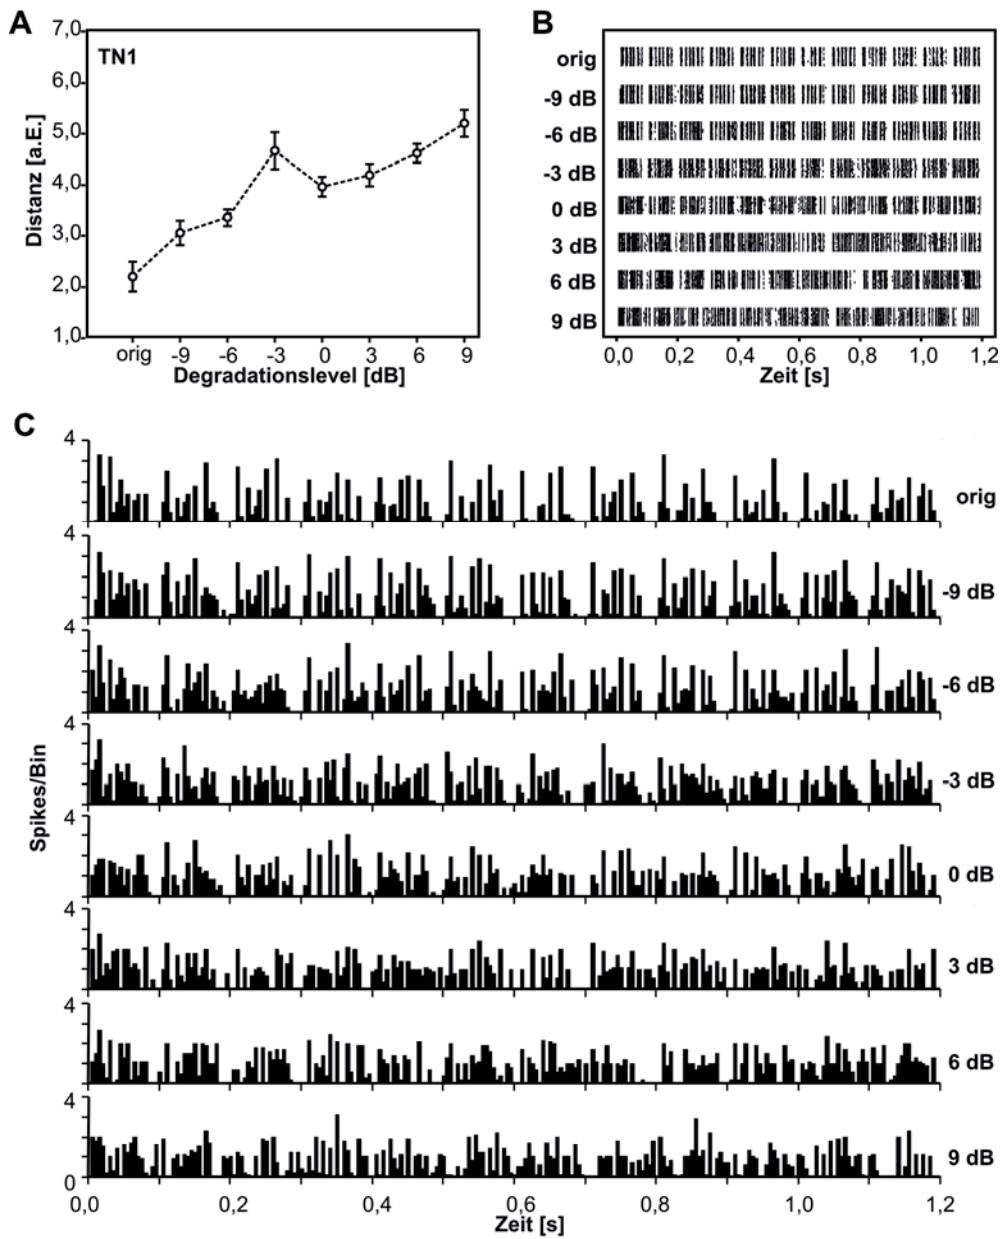 A
7,0
TN1
6,0
5,0
4,0
3,0
2,0
1,0
Distanz [a.E.]
orig -9 -6 -3 0 3 6 9
Degradationslevel [dB]
B
orig
-9 dB
-6 dB
-3 dB
0 dB
3 dB
6 dB
9 dB
0,0 0,2 0,4 0,6 0,8 1,0 1,2
Zeit [s]
C
4
orig
4
-9 dB
4
-6 dB
4
-3 dB
Spikes/Bin
4
0 dB
4
3 dB
4
6 dB
4
9 dB
0
0,0 0,2 0,4 0,6 0,8 1,0 1,2
Zeit [s]